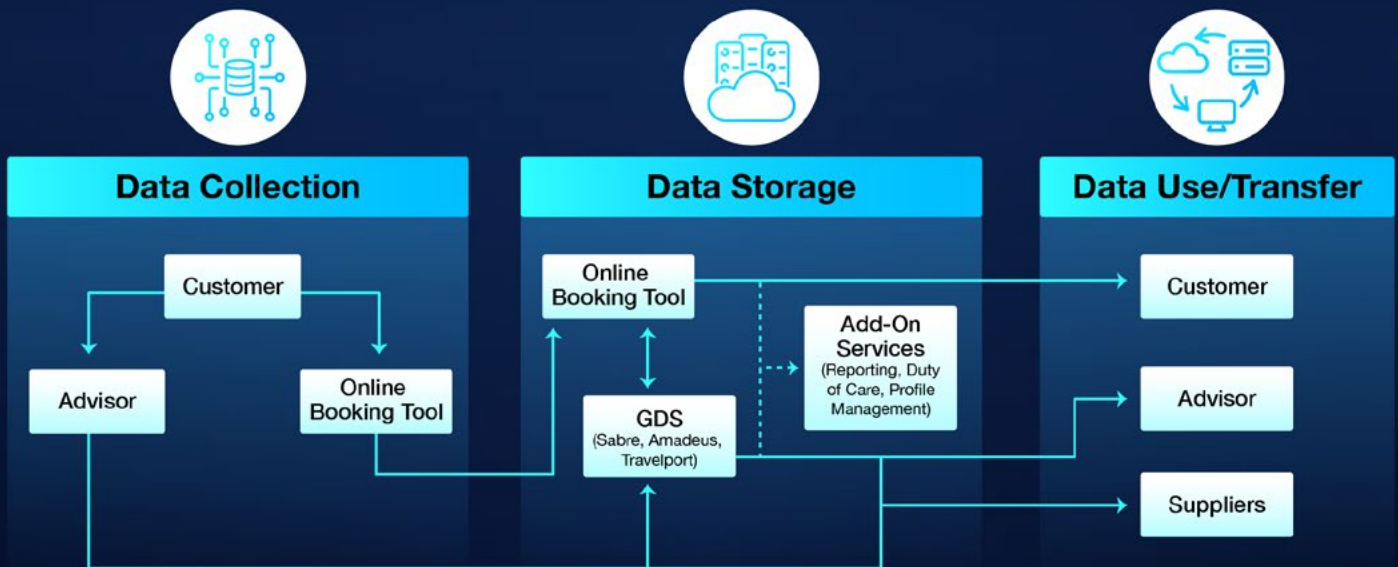 Data Collection
Customer
Advisor
Online
Booking Tool
Data Storage
Online
Booking Tool
Add-On
Services
(Reporting, Duty
of Care, Profile
Management)
GDS
(Sabre, Amadeus,
Travelport)
Data Use/Transfer
Customer
Advisor
Suppliers